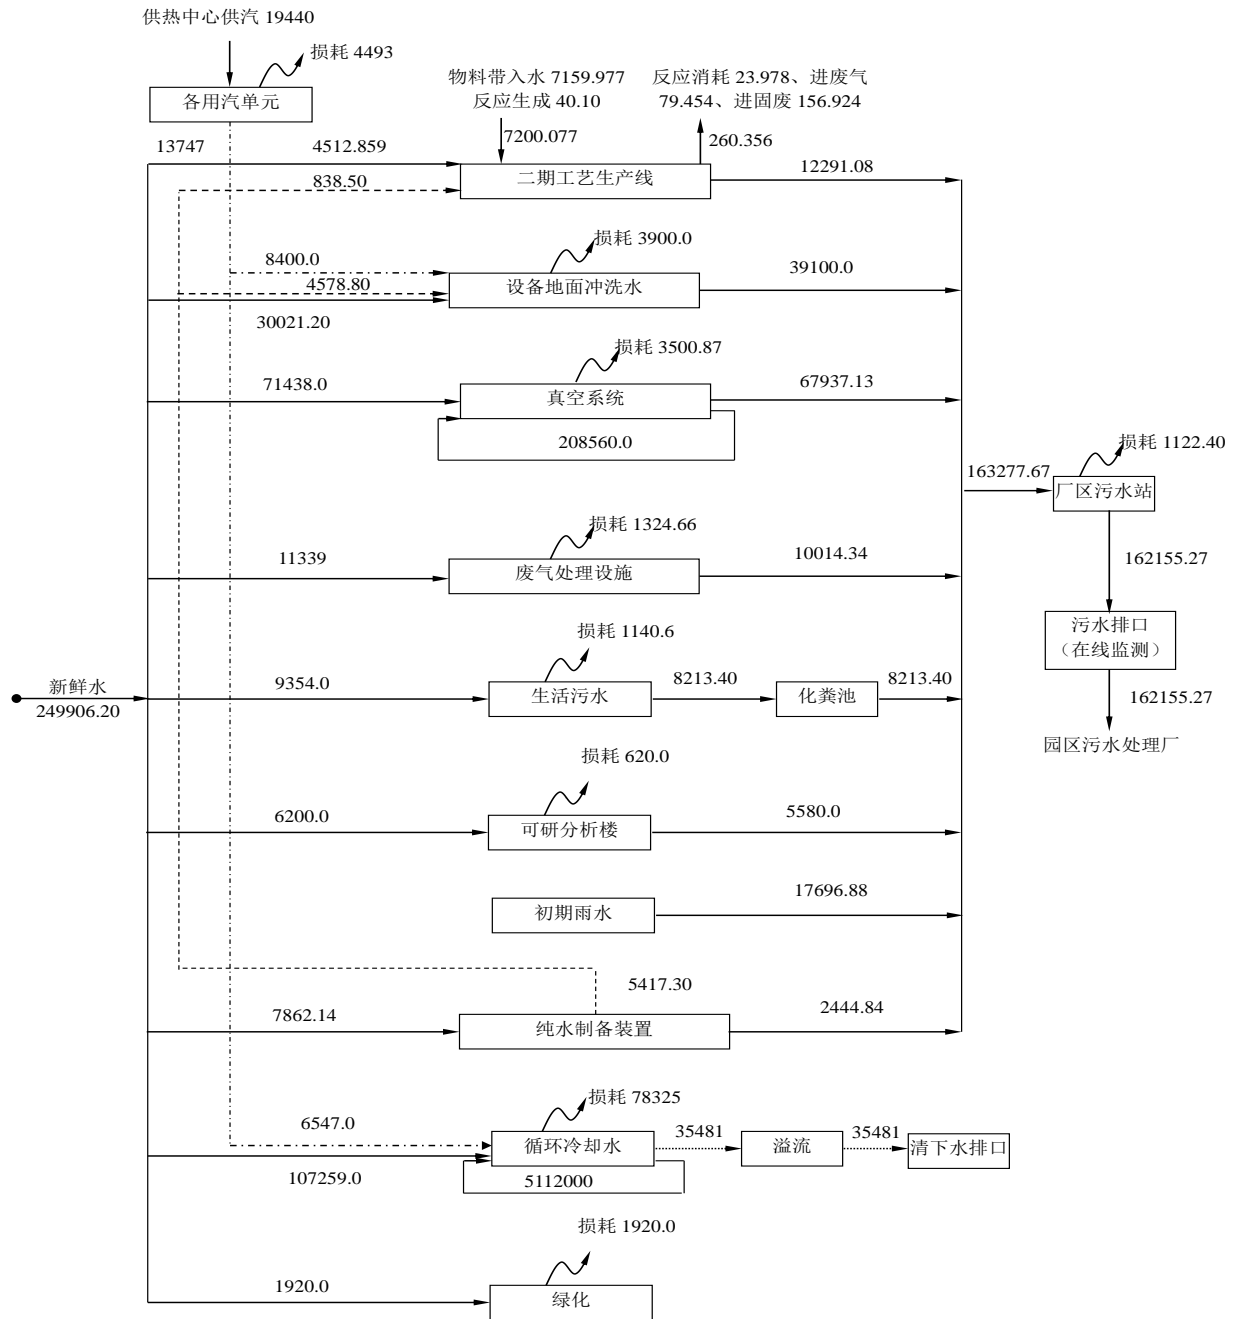 供热中心供汽 19440
损耗 4493
各用汽单元
物料带入水 7159.977
反应生成 40.10
反应消耗 23.978、进废气
79.454、进固废 156.924
7200.077
260.356
13747
4512.859
838.50
二期工艺生产线
12291.08
损耗 3900.0
8400.0
4578.80
30021.20
设备地面冲洗水
39100.0
损耗 3500.87
71438.0
真空系统
67937.13
208560.0
163277.67
损耗 1122.40
厂区污水站
162155.27
损耗 1324.66
11339
废气处理设施
10014.34
污水排口
（在线监测）
162155.27
园区污水处理厂
损耗 1140.6
新鲜水
249906.20
9354.0
生活污水
8213.40
化粪池
8213.40
损耗 620.0
6200.0
可研分析楼
5580.0
初期雨水
17696.88
5417.30
7862.14
纯水制备装置
2444.84
损耗 78325
6547.0
107259.0
循环冷却水
35481
溢流
35481
清下水排口
5112000
损耗 1920.0
1920.0
绿化